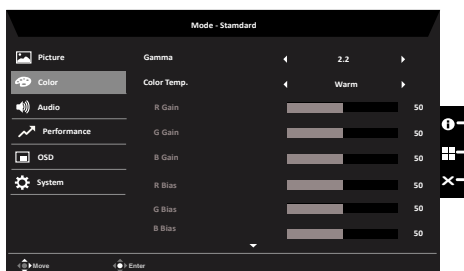 Mode - Standard
Picture
Gamma 2.2
Color
Color Temp. Warm
Audio
R Gain 50
Performance
G Gain 50
OSD
B Gain 50
System
R Bias 50
G Bias 50
B Bias 50
Move Enter